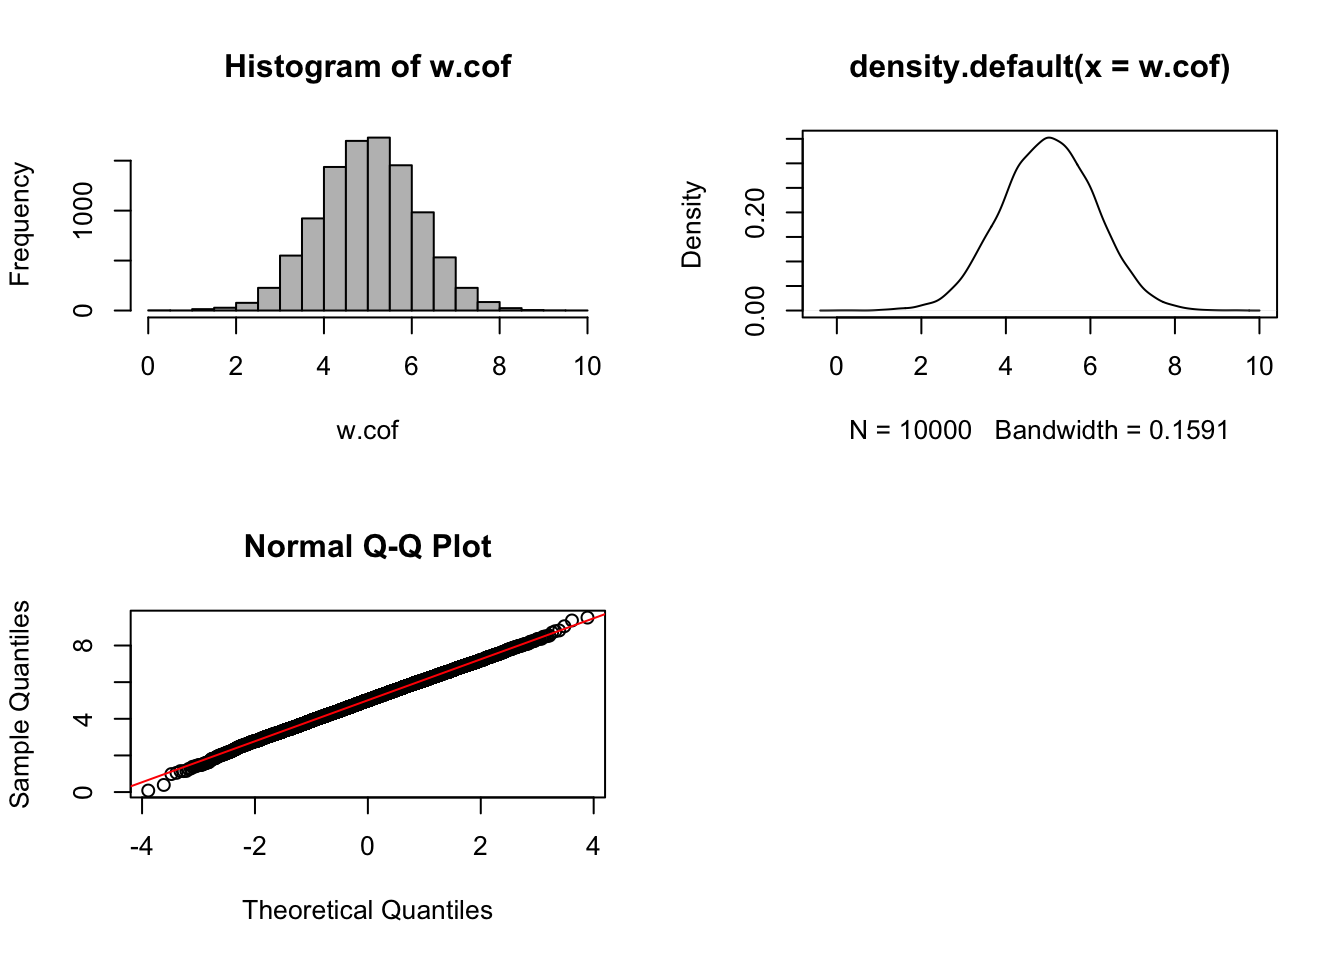 Histogram of w.cof
Frequency
1000
0
0 2 4 6 8 10
w.cof
density.default(x = w.cof)
Density
0.20
0.00
0 2 4 6 8 10
N = 10000 Bandwidth = 0.1591
Normal Q-Q Plot
Sample Quantiles
8
4
0
-4 -2 0 2 4
Theoretical Quantiles